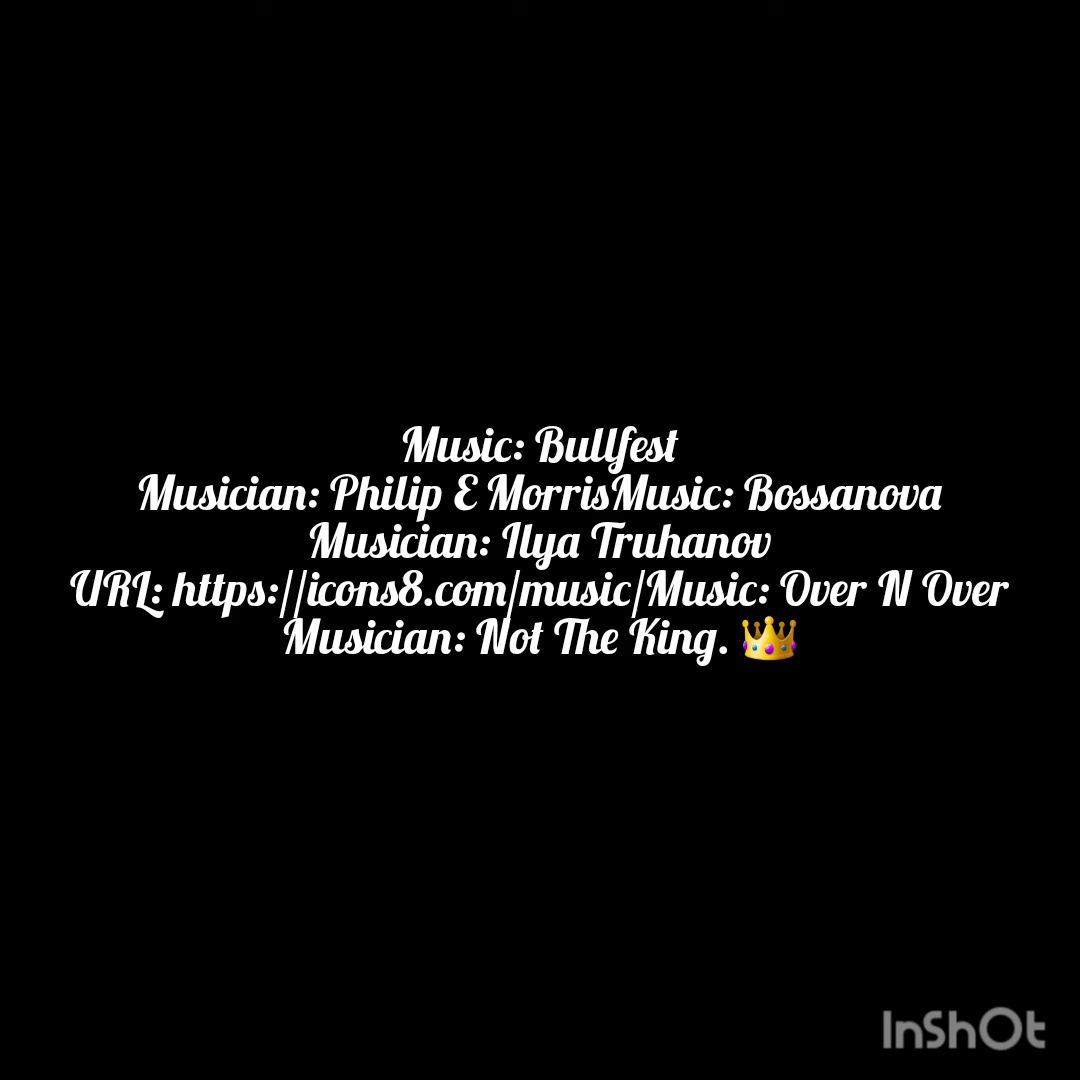 Music: Bullfest
Musician: Philip E MorrisMusic: Bossanova
Musician: Ilya Truhanov
URL: https://icons8.com/music/Music: Over N Over
Musician: Not The King. 👑
InShOt